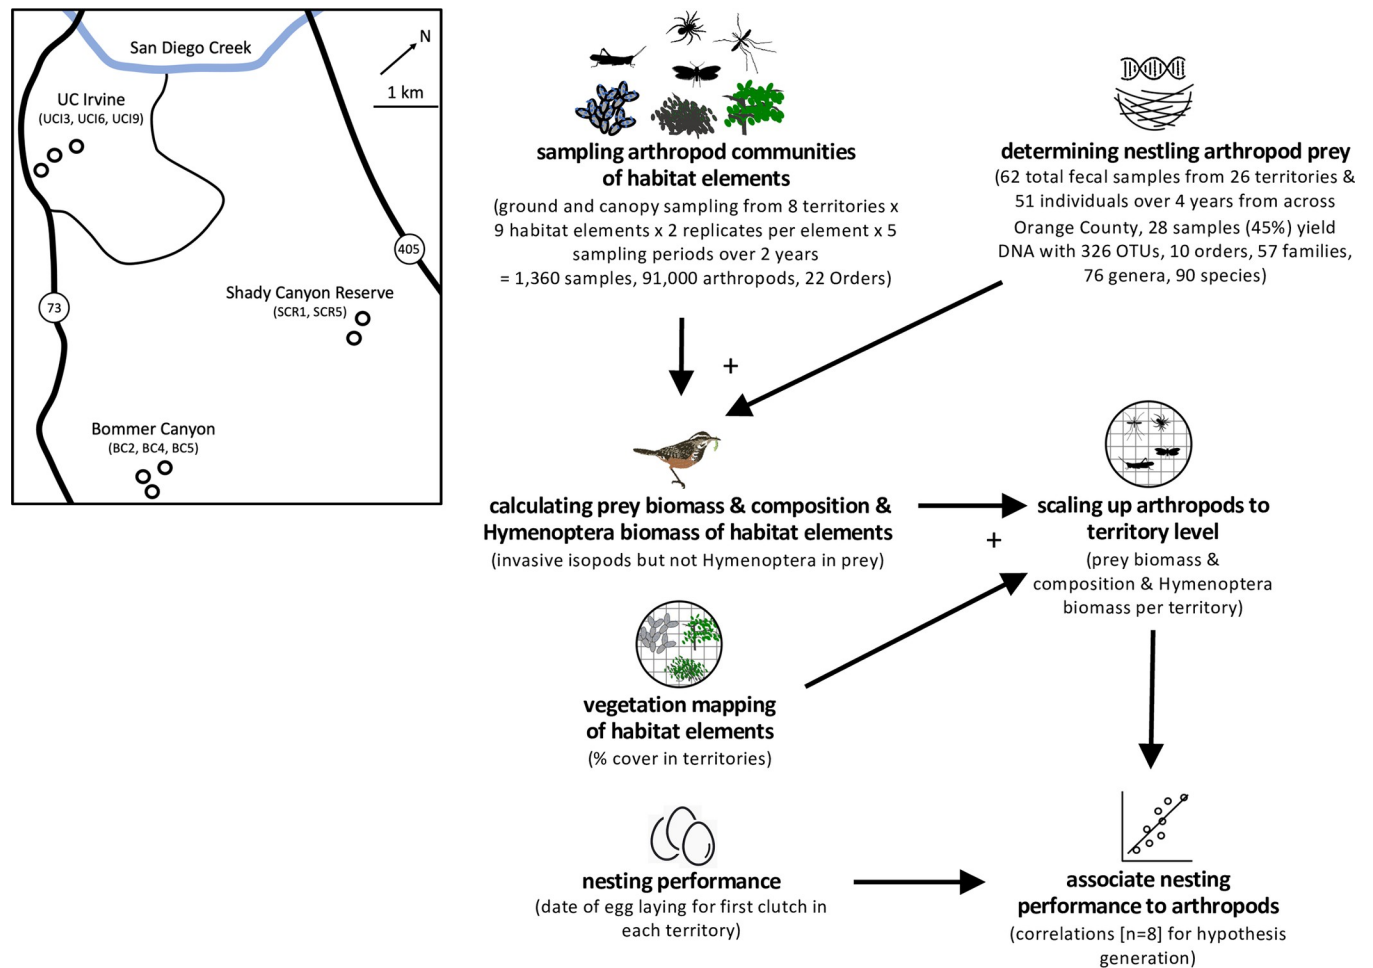 San Diego Creek
N
1 km
UC Irvine
(UCI3, UCI6, UCI9)
405
Shady Canyon Reserve
(SCR1, SCR5)
73
Bommer Canyon
(BC2, BC4, BC5)
sampling arthropod communities
of habitat elements
(ground and canopy sampling from 8 territories x
9 habitat elements x 2 replicates per element x 5
sampling periods over 2 years
= 1,360 samples, 91,000 arthropods, 22 Orders)
determining nestling arthropod prey
(62 total fecal samples from 26 territories &
51 individuals over 4 years from across
Orange County, 28 samples (45%) yield
DNA with 326 OTUs, 10 orders, 57 families,
76 genera, 90 species)
+
calculating prey biomass & composition &
Hymenoptera biomass of habitat elements
(invasive isopods but not Hymenoptera in prey)
+
scaling up arthropods to
territory level
(prey biomass &
composition & Hymenoptera
biomass per territory)
vegetation mapping
of habitat elements
(% cover in territories)
nesting performance
(date of egg laying for first clutch in
each territory)
associate nesting
performance to arthropods
(correlations [n=8] for hypothesis
generation)